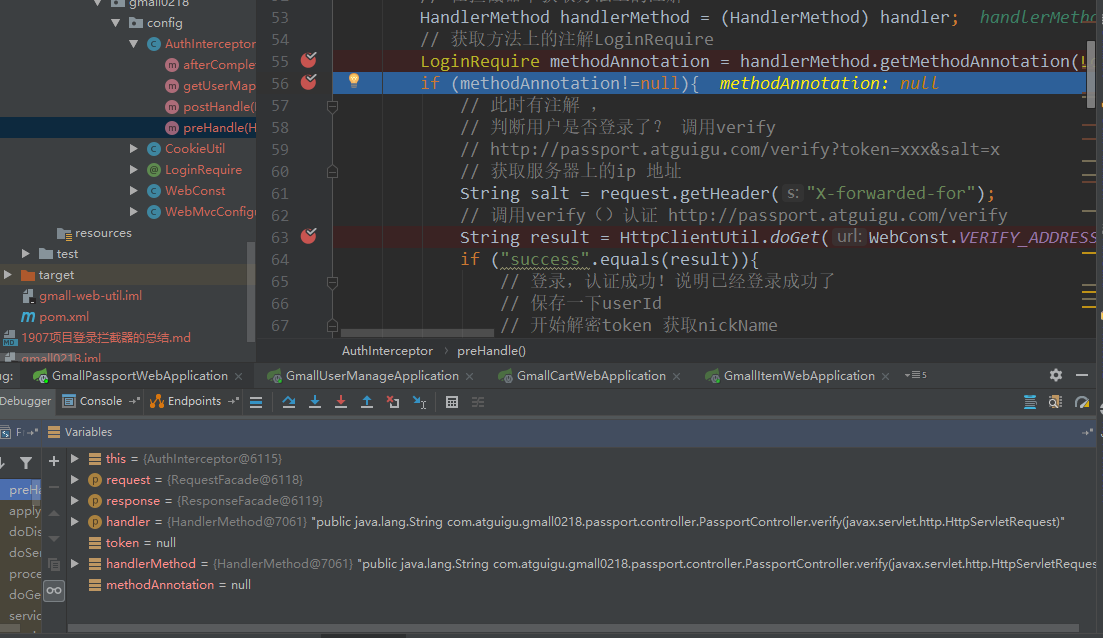 gmall0218
config
AuthInterceptor
afterComple
getUserMap
postHandle(
preHandle(H
CookieUtil
LoginRequire
WebConst
WebMvcConfigu
resources
test
target
gmall-web-util.iml
pom.xml
1907项目登录拦截器的总结.md
gmall0218.iml
53 HandlerMethod handlerMethod = (HandlerMethod) handler; handlerMetho
54 // 获取方法上的注解LoginRequire
55 LoginRequire methodAnnotation = handlerMethod.getMethodAnnotation(L
56 if (methodAnnotation!=null){ methodAnnotation: null
57 // 此时有注解 ，
58 // 判断用户是否登录了？ 调用verify
59 // http://passport.atguigu.com/verify?token=xxx&salt=x
60 // 获取服务器上的ip 地址
61 String salt = request.getHeader( s: "X-forwarded-for");
62 // 调用verify（）认证 http://passport.atguigu.com/verify
63 String result = HttpClientUtil.doGet( url: WebConst.VERIFY_ADDRESS
64 if ("success".equals(result)){
65 // 登录，认证成功！说明已经登录成功了
66 // 保存一下userId
67 // 开始解密token 获取nickName
AuthInterceptor › preHandle()
ug: GmallPassportWebApplication × GmallUserManageApplication × GmallCartWebApplication × GmallItemWebApplication × 5
Debugger Console Endpoints
F Variables
this = {AuthInterceptor@6115}
request = {RequestFacade@6118}
response = {ResponseFacade@6119}
handler = {HandlerMethod@7061} "public java.lang.String com.atguigu.gmall0218.passport.controller.PassportController.verify(javax.servlet.http.HttpServletRequest)"
token = null
handlerMethod = {HandlerMethod@7061} "public java.lang.String com.atguigu.gmall0218.passport.controller.PassportController.verify(javax.servlet.http.HttpServletReques
methodAnnotation = null
preHa
apply
doDis
doSer
proce
doGe
servic